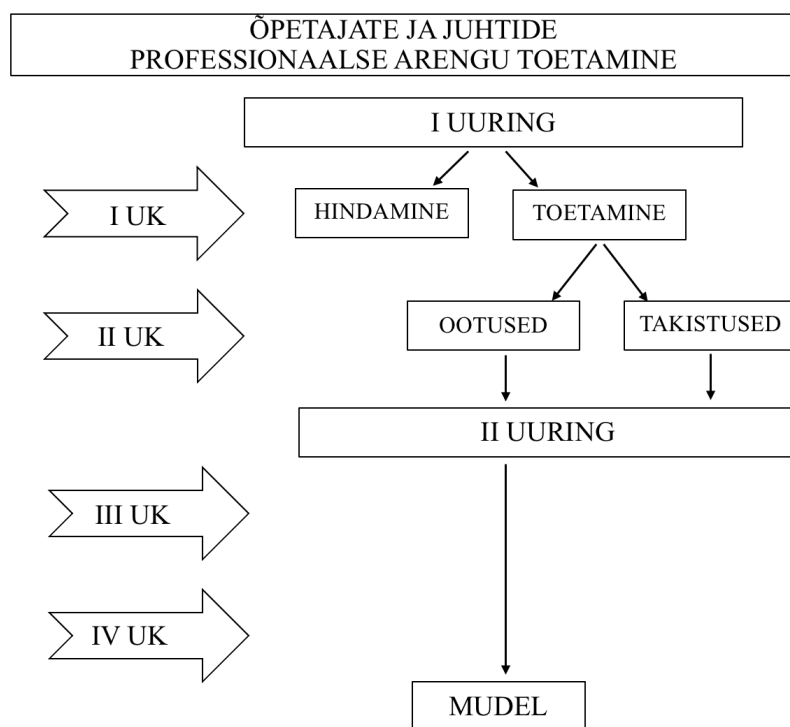 ÕPETAJATE JA JUHTIDE
PROFESSIONAALSE ARENGU TOETAMINE
I UURING
I UK
HINDAMINE
TOETAMINE
II UK
OOTUSED
TAKISTUSED
II UURING
III UK
IV UK
MUDEL